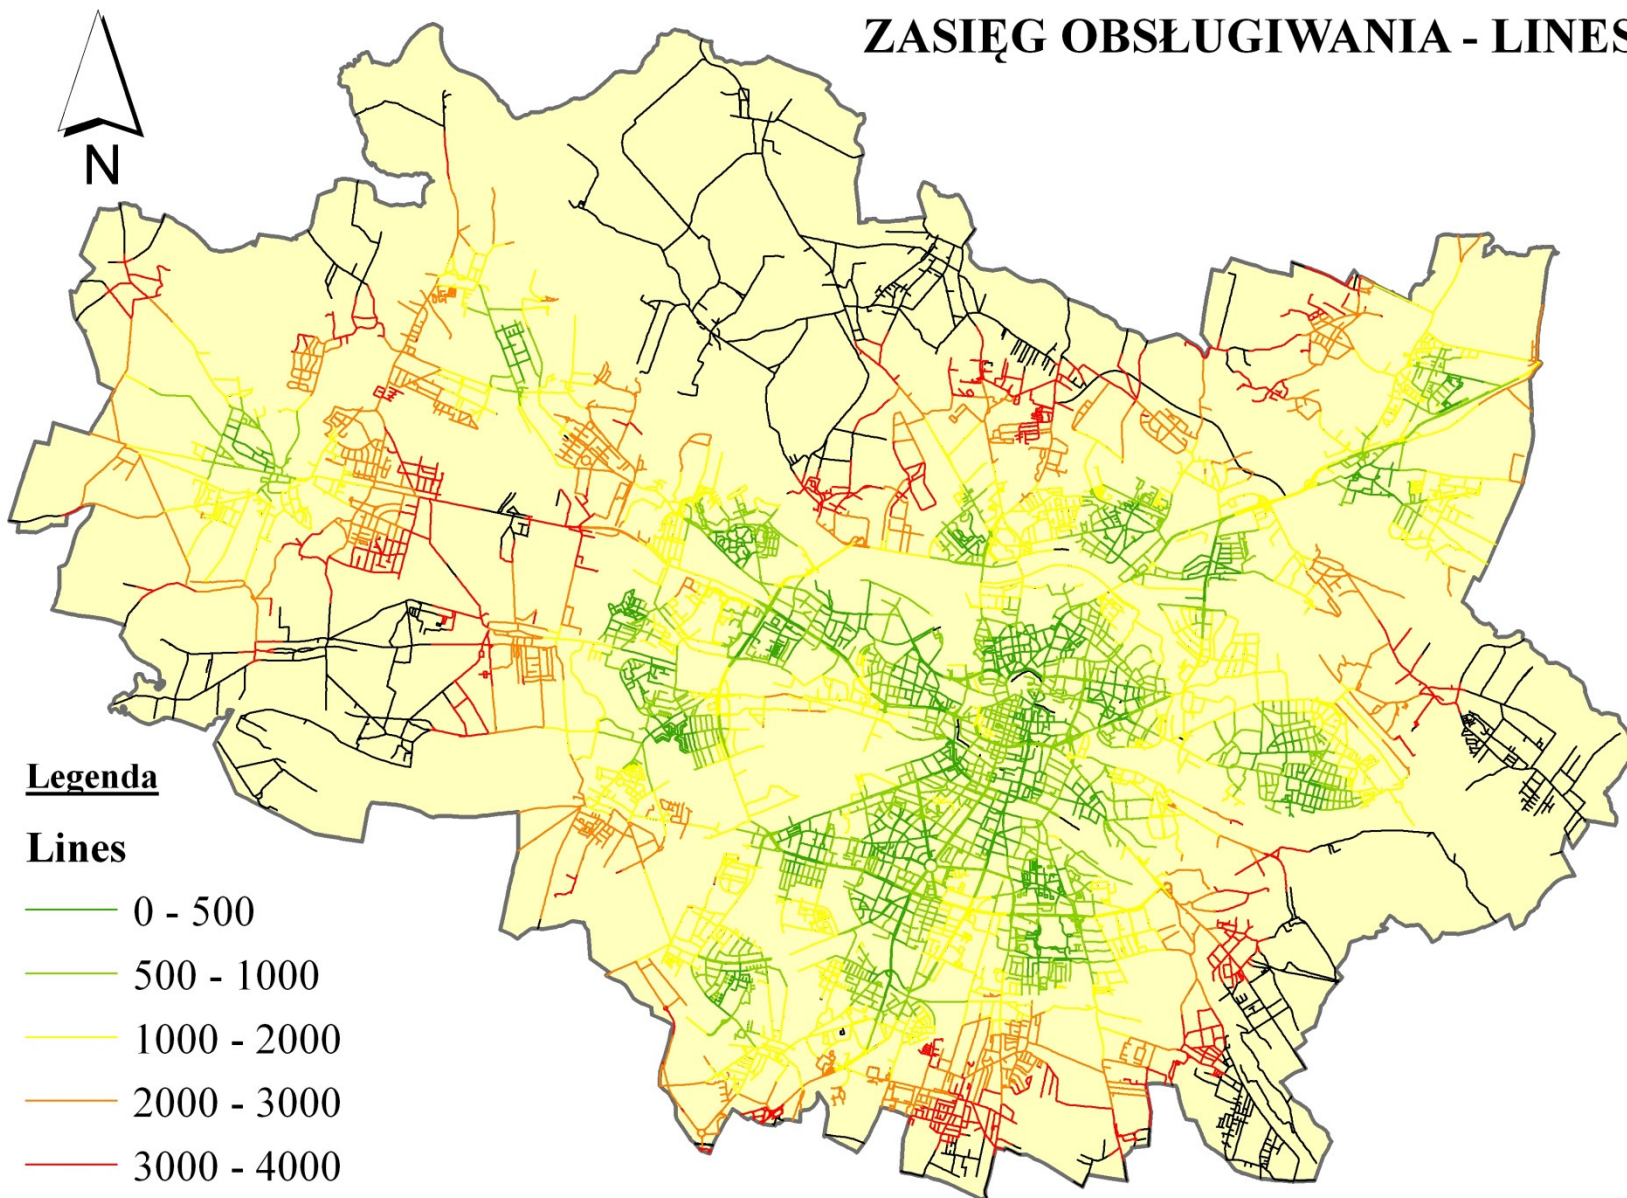 ZASIĘG OBSŁUGIWANIA - LINES
N
Legenda
Lines
0 - 500
500 - 1000
1000 - 2000
2000 - 3000
3000 - 4000